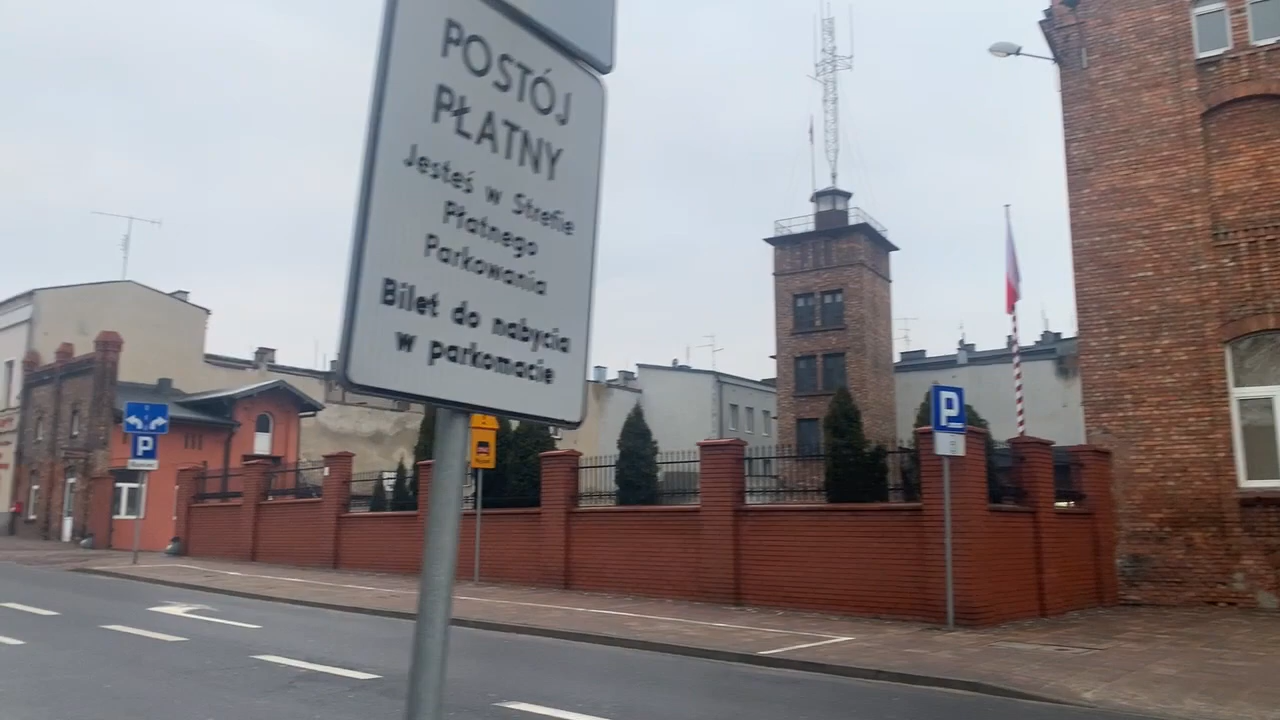 POSTÓJ
PŁATNY
Jesteś w Strefie
Płatnego
Parkowania
Bilet do nabycia
w parkomacie
P
P